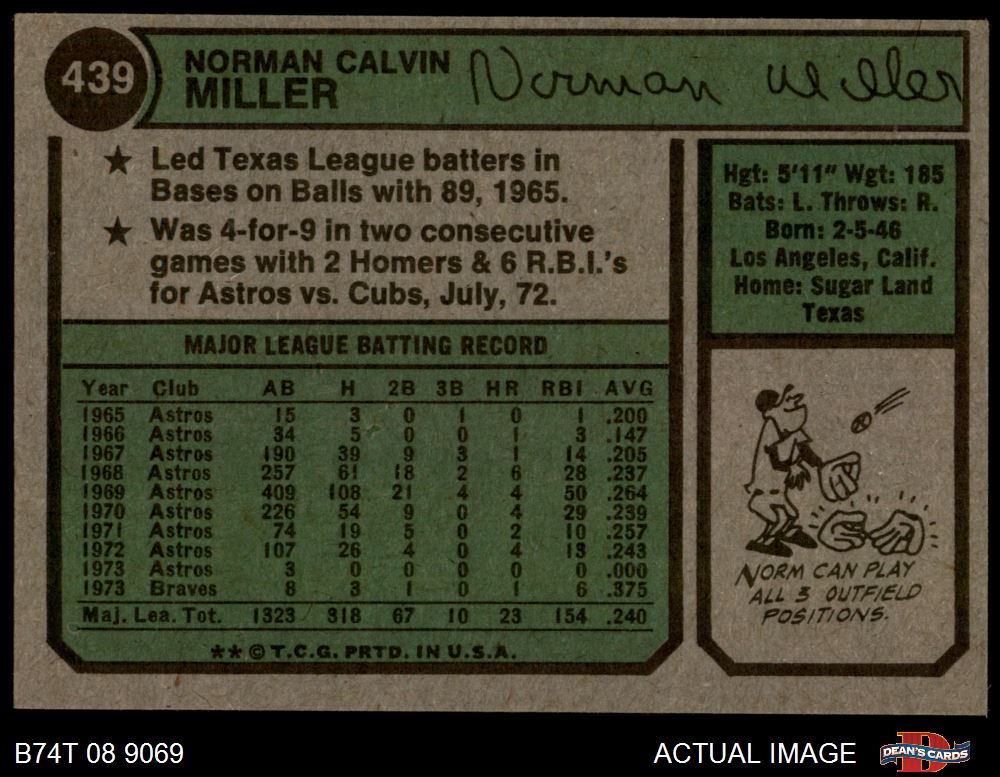 439
NORMAN CALVIN
MILLER
Norman Miller
★ Led Texas League batters in
Bases on Balls with 89, 1965.
★ Was 4-for-9 in two consecutive
games with 2 Homers & 6 R.B.I.'s
for Astros vs. Cubs, July, 72.
Hgt: 5'11" Wgt: 185
Bats: L. Throws: R.
Born: 2-5-46
Los Angeles, Calif.
Home: Sugar Land
Texas
MAJOR LEAGUE BATTING RECORD
Year Club AB H 2B 3B HR RBI AVG
1965 Astros 15 3 0 1 0 1 .200
1966 Astros 34 5 0 0 1 3 .147
1967 Astros 190 39 9 3 1 14 .205
1968 Astros 257 61 18 2 6 28 .237
1969 Astros 409 108 21 4 4 50 .264
1970 Astros 226 54 9 0 4 29 .239
1971 Astros 74 19 5 0 2 10 .257
1972 Astros 107 26 4 0 4 13 .243
1973 Astros 3 0 0 0 0 0 .000
1973 Braves 8 3 1 0 1 6 .375
Maj. Lea. Tot. 1323 318 67 10 23 154 .240
**© T.C.G. PRTD. IN U.S.A.
NORM CAN PLAY
ALL 3 OUTFIELD
POSITIONS.
B74T 08 9069
ACTUAL IMAGE
D
DEAN'S CARDS